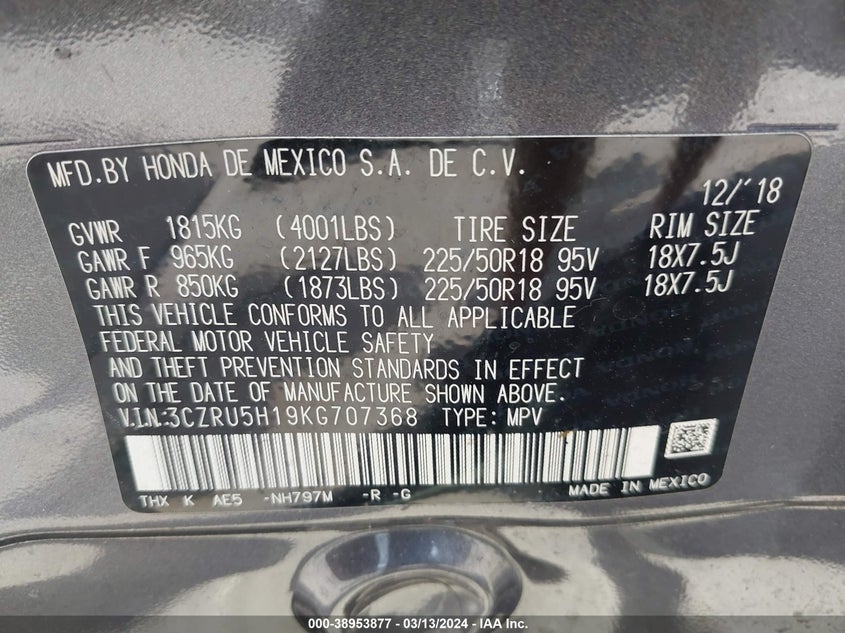 MFD.BY HONDA DE MEXICO S.A. DE C.V.
12/'18
GVWR 1815KG (4001LBS) TIRE SIZE RIM SIZE
GAWR F 965KG (2127LBS) 225/50R18 95V 18X7.5J
GAWR R 850KG (1873LBS) 225/50R18 95V 18X7.5J
THIS VEHICLE CONFORMS TO ALL APPLICABLE
FEDERAL MOTOR VEHICLE SAFETY
AND THEFT PREVENTION STANDARDS IN EFFECT
ON THE DATE OF MANUFACTURE SHOWN ABOVE.
V.I.N:3CZRU5H19KG707368 TYPE: MPV
THX K AE5 -NH797M -R -G MADE IN MEXICO
000-38953877 - 03/13/2024 - IAA Inc.